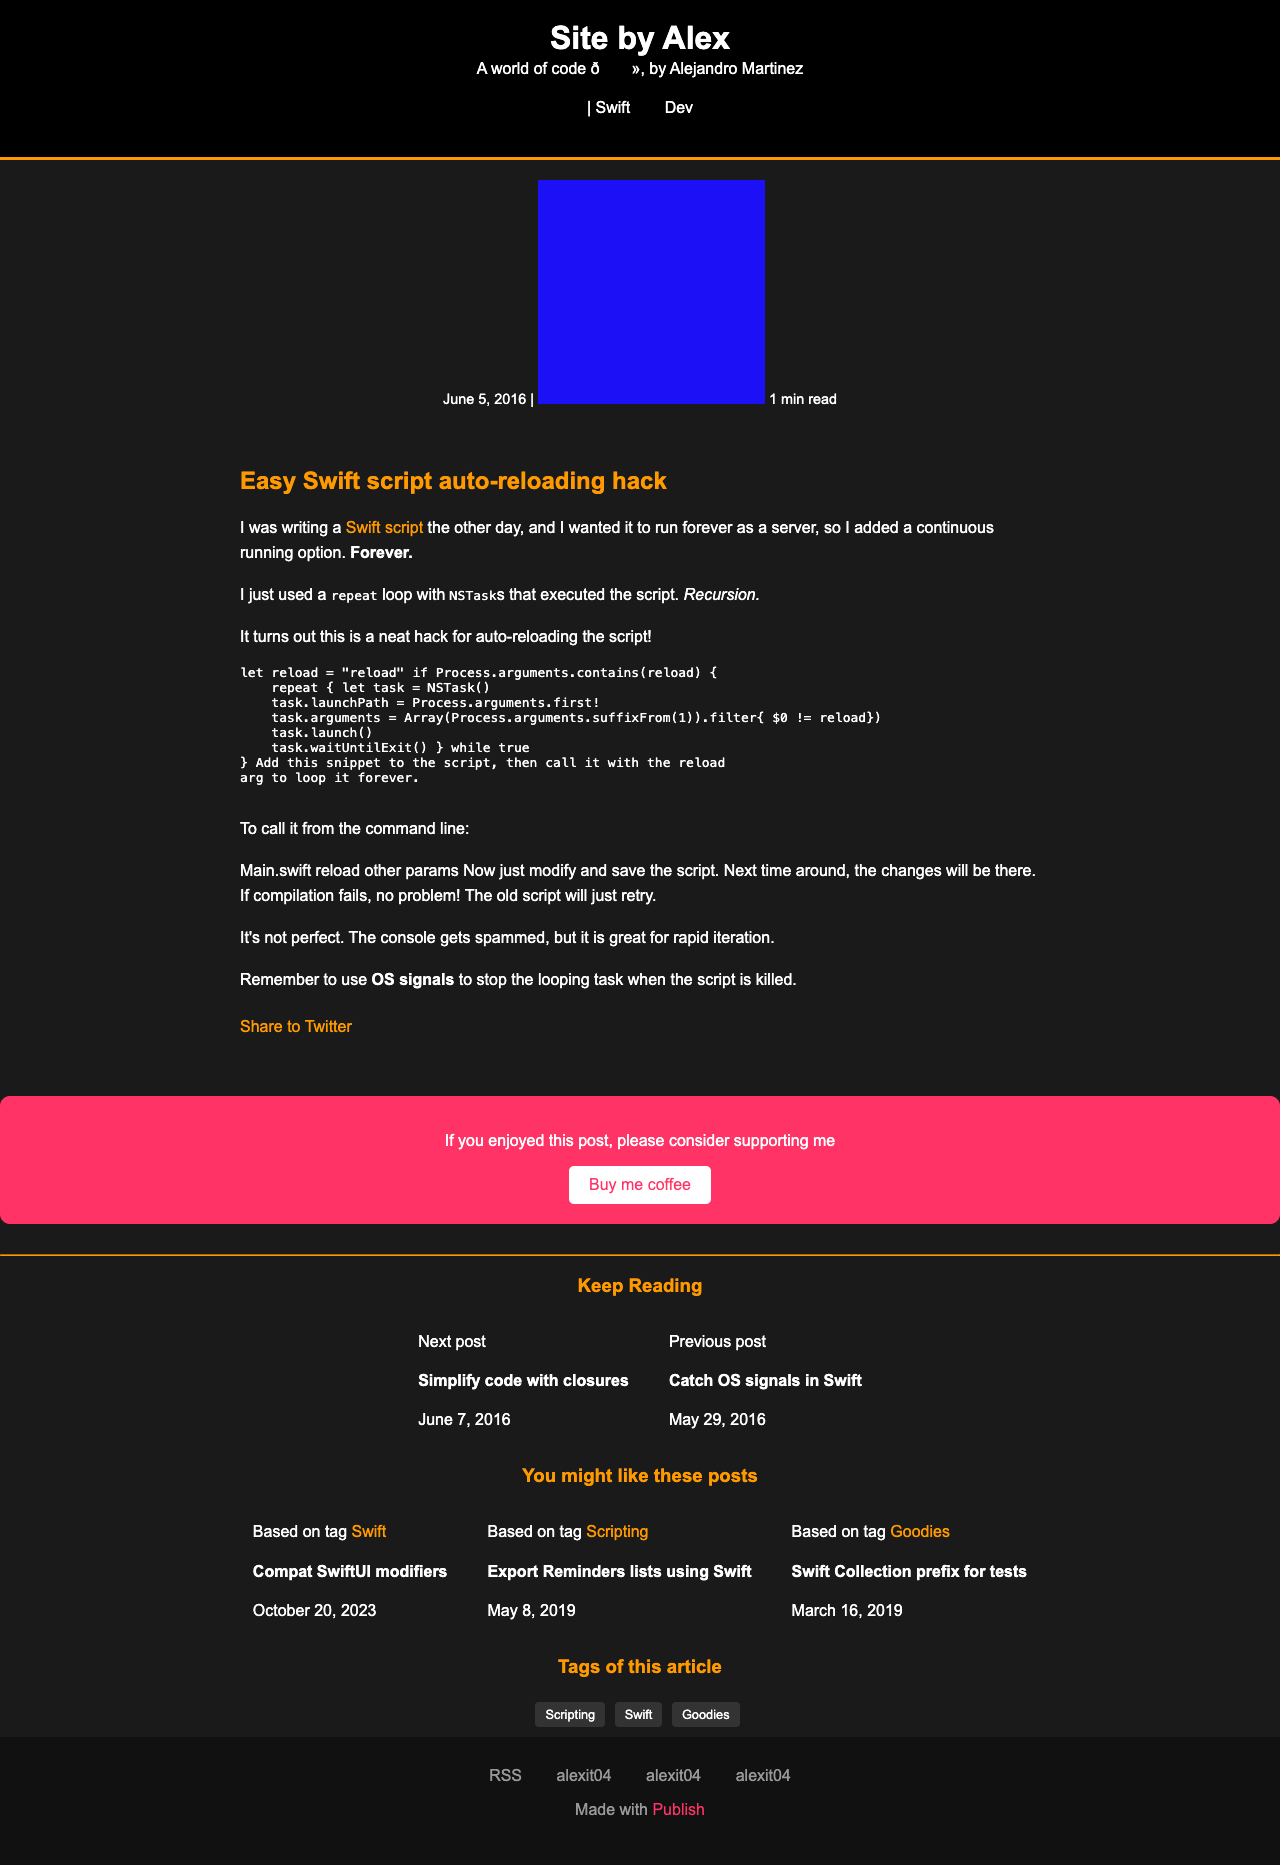 Site by Alex
A world of code ð », by Alejandro Martinez
| Swift Dev
June 5, 2016 | 1 min read
Easy Swift script auto-reloading hack
I was writing a Swift script the other day, and I wanted it to run forever as a server, so I added a continuous
running option. Forever.
I just used a repeat loop with NSTasks that executed the script. Recursion.
It turns out this is a neat hack for auto-reloading the script!
let reload = "reload" if Process.arguments.contains(reload) {
    repeat { let task = NSTask()
    task.launchPath = Process.arguments.first!
    task.arguments = Array(Process.arguments.suffixFrom(1)).filter{ $0 != reload})
    task.launch()
    task.waitUntilExit() } while true
} Add this snippet to the script, then call it with the reload
arg to loop it forever.
To call it from the command line:
Main.swift reload other params Now just modify and save the script. Next time around, the changes will be there.
If compilation fails, no problem! The old script will just retry.
It's not perfect. The console gets spammed, but it is great for rapid iteration.
Remember to use OS signals to stop the looping task when the script is killed.
Share to Twitter
If you enjoyed this post, please consider supporting me
Buy me coffee
Keep Reading
Next post
Simplify code with closures
June 7, 2016
Previous post
Catch OS signals in Swift
May 29, 2016
You might like these posts
Based on tag Swift
Compat SwiftUI modifiers
October 20, 2023
Based on tag Scripting
Export Reminders lists using Swift
May 8, 2019
Based on tag Goodies
Swift Collection prefix for tests
March 16, 2019
Tags of this article
Scripting Swift Goodies
RSS alexit04 alexit04 alexit04
Made with Publish